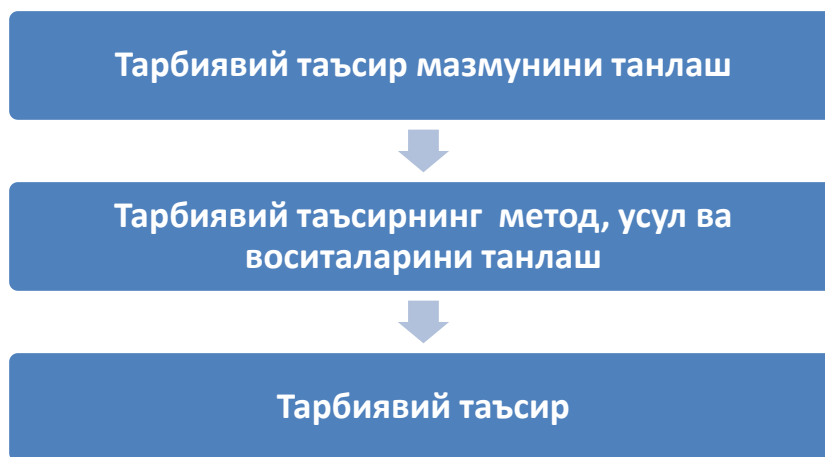 Тарбиявий таъсир мазмунини танлаш
Тарбиявий таъсирнинг метод, усул ва
воситаларини танлаш
Тарбиявий таъсир